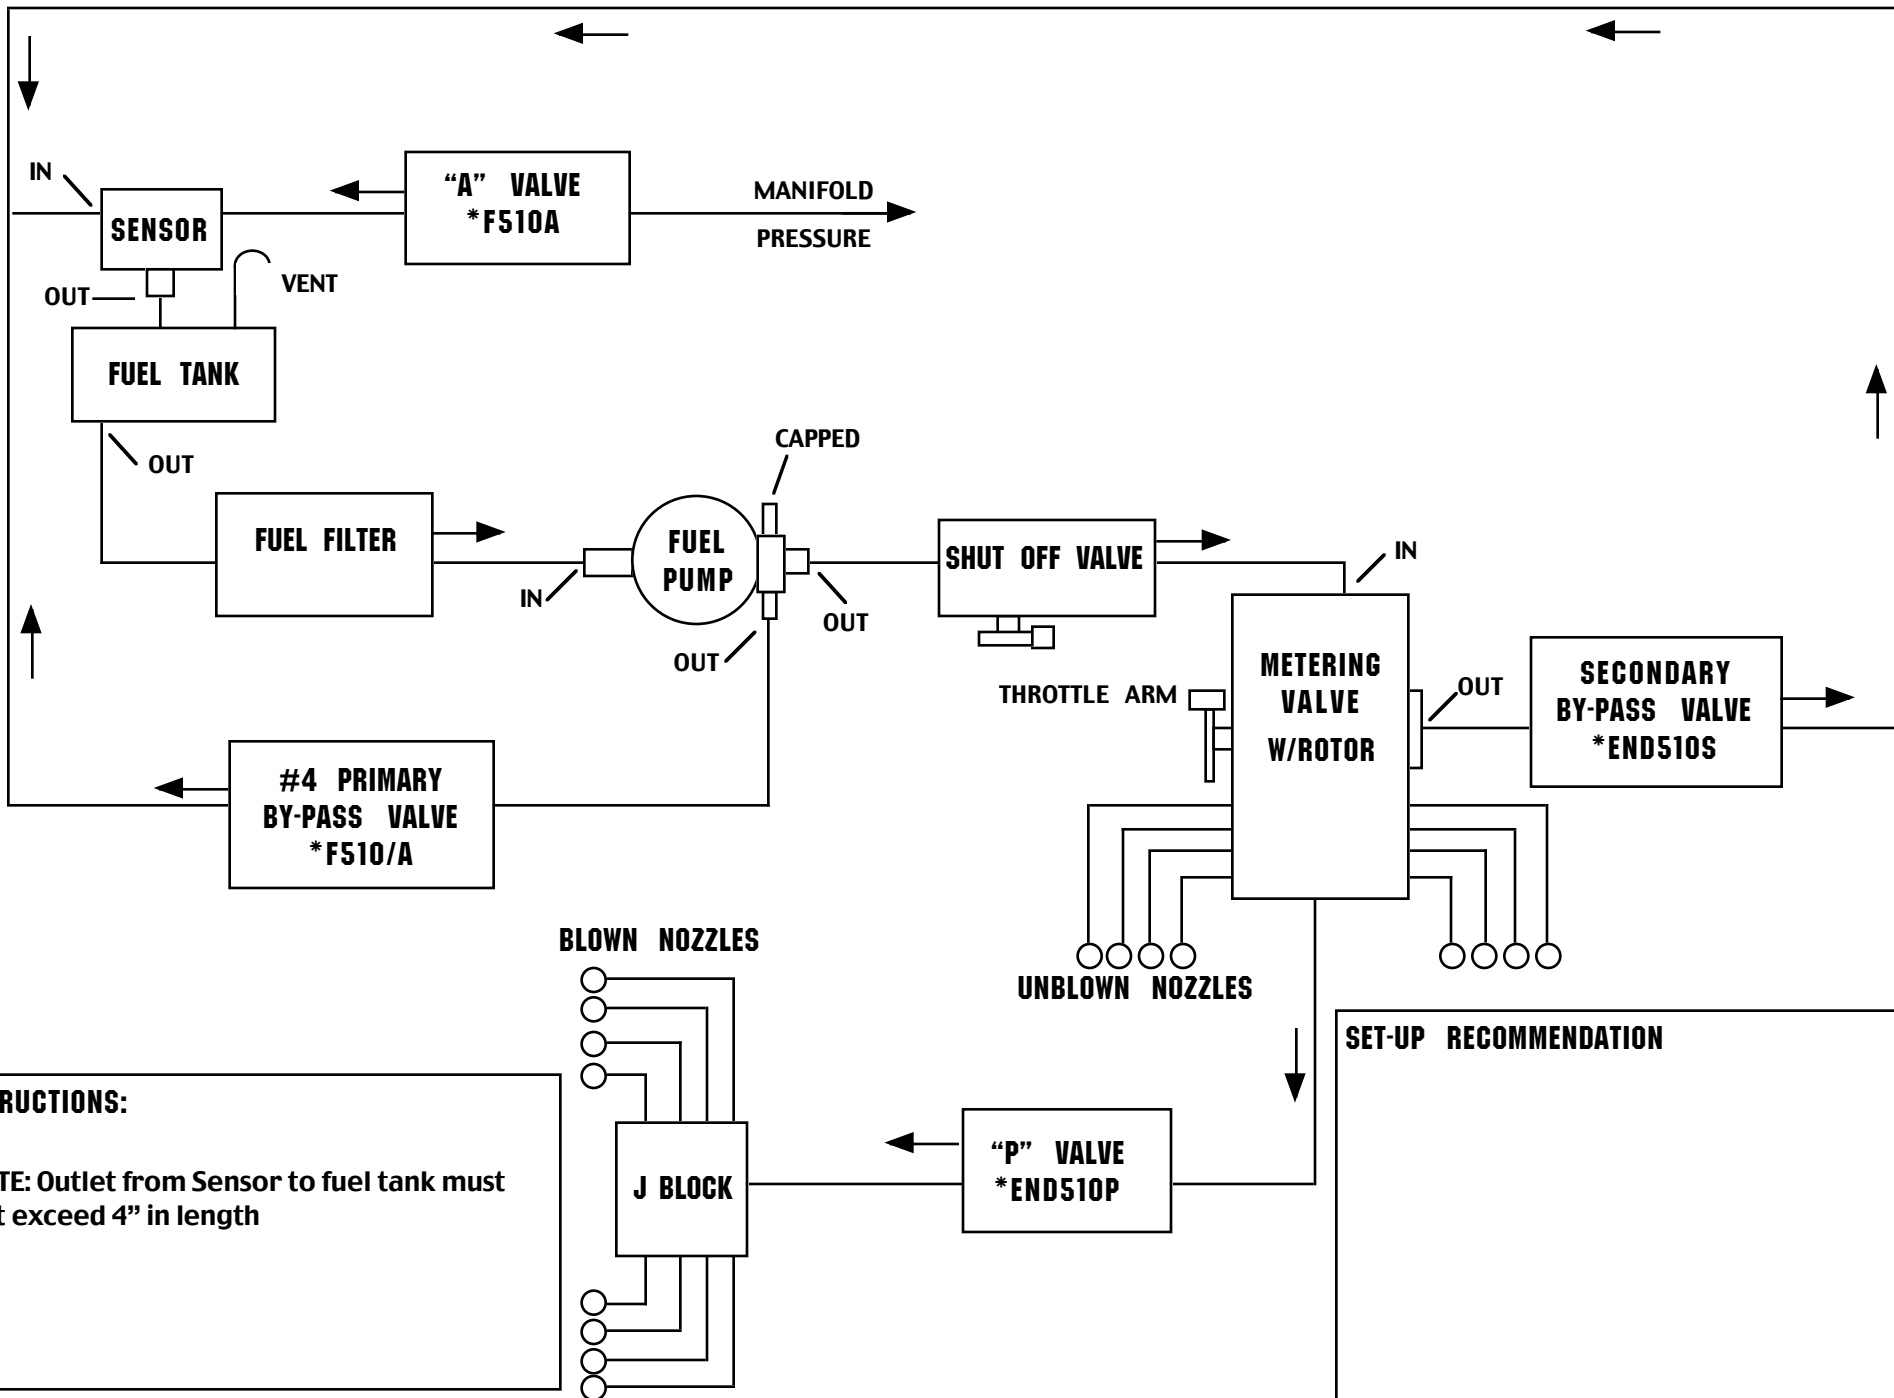 IN
SENSOR
OUT
VENT
FUEL TANK
OUT
“A” VALVE
*F510A
MANIFOLD
PRESSURE
CAPPED
FUEL FILTER
IN
FUEL
PUMP
OUT
OUT
SHUT OFF VALVE
IN
THROTTLE ARM
METERING
VALVE
W/ROTOR
OUT
SECONDARY
BY-PASS VALVE
*END510S
#4 PRIMARY
BY-PASS VALVE
*F510/A
BLOWN NOZZLES
UNBLOWN NOZZLES
SET-UP RECOMMENDATION
RUCTIONS:
TE: Outlet from Sensor to fuel tank must
t exceed 4” in length
J BLOCK
“P” VALVE
*END510P